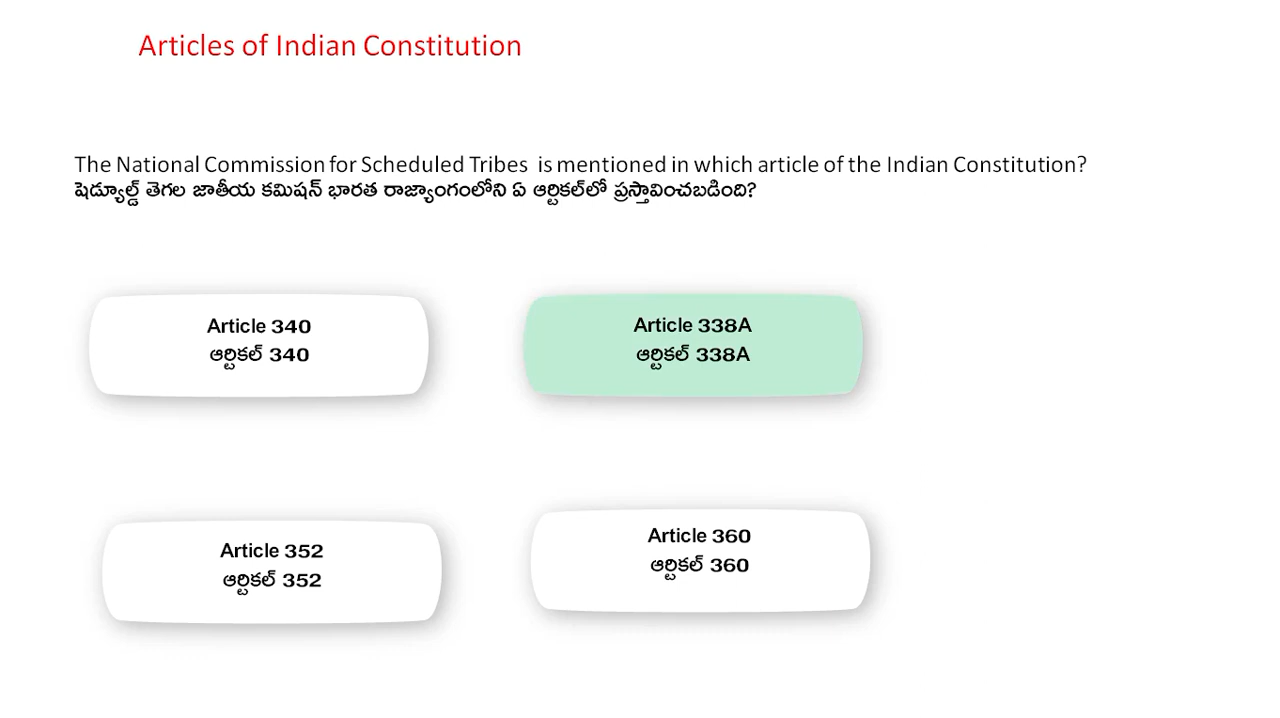 Articles of Indian Constitution
The National Commission for Scheduled Tribes is mentioned in which article of the Indian Constitution?
షెడ్యూల్డ్ తెగల జాతీయ కమిషన్ భారత రాజ్యాంగంలోని ఏ ఆర్టికల్‌లో ప్రస్తావించబడింది?
Article 340
ఆర్టికల్ 340
Article 338A
ఆర్టికల్ 338A
Article 352
ఆర్టికల్ 352
Article 360
ఆర్టికల్ 360